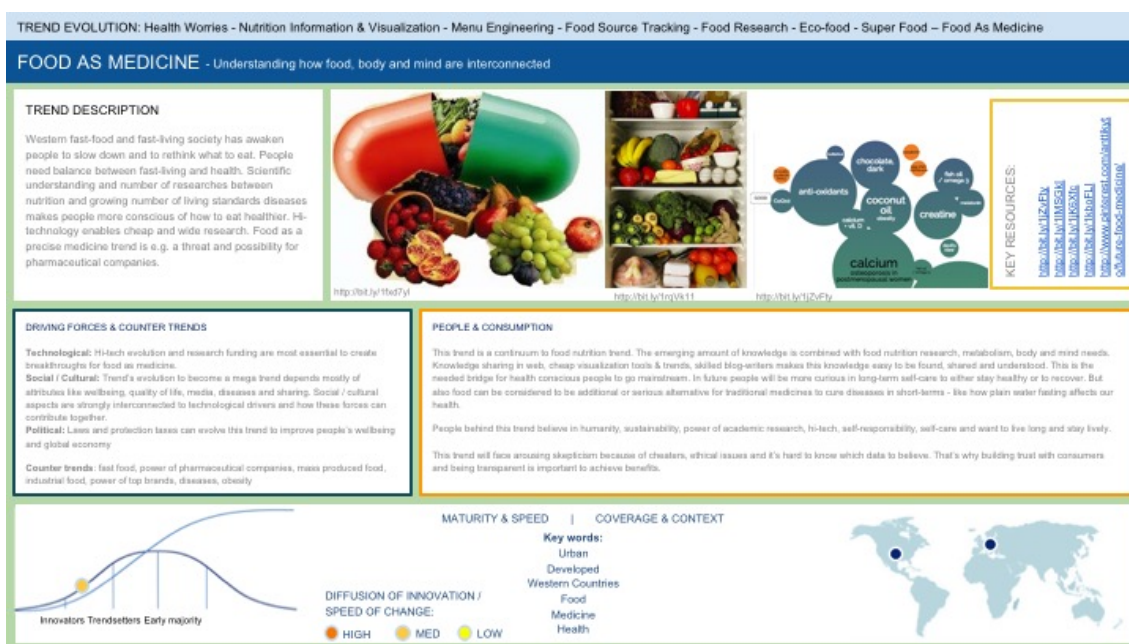 TREND EVOLUTION: Health Worries - Nutrition Information & Visualization - Menu Engineering - Food Source Tracking - Food Research - Eco-food - Super Food – Food As Medicine
FOOD AS MEDICINE - Understanding how food, body and mind are interconnected
TREND DESCRIPTION
Western fast-food and fast-living society has awaken
people to slow down and to rethink what to eat. People
need balance between fast-living and health. Scientific
understanding and number of researches between
nutrition and growing number of living standards diseases
makes people more conscious of how to eat healthier. Hi-
technology enables cheap and wide research. Food as a
precise medicine trend is e.g. a threat and possibility for
pharmaceutical companies.
http://bit.ly/1jZvFty
chocolate,
dark
anti-oxidants
fish oil
/ omega 3
coconut
oil
obesity
creatine
calcium
+ vit. D
CoQ10
calcium
osteoporosis in
postmenopausal women
KEY RESOURCES:
http://bit.ly/1jZvFty
DRIVING FORCES & COUNTER TRENDS
Technological: Hi-tech evolution and research funding are most essential to create
breakthroughs for food as medicine.
Social / Cultural: Trend's evolution to become a mega trend depends mostly of
attributes like wellbeing, quality of life, media, diseases and sharing. Social / cultural
aspects are strongly interconnected to technological drivers and how these forces can
contribute together.
Political: Laws and protection taxes can evolve this trend to improve people's wellbeing
and global economy
Counter trends: fast food, power of pharmaceutical companies, mass produced food,
industrial food, power of top brands, diseases, obesity
PEOPLE & CONSUMPTION
This trend is a continuum to food nutrition trend. The emerging amount of knowledge is combined with food nutrition research, metabolism, body and mind needs.
Knowledge sharing in web, cheap visualization tools & trends, skilled blog-writers makes this knowledge easy to be found, shared and understood. This is the
needed bridge for health conscious people to go mainstream. In future people will be more curious in long-term self-care to either stay healthy or to recover. But
also food can be considered to be additional or serious alternative for traditional medicines to cure diseases in short-terms - like how plain water fasting affects our
health.
People behind this trend believe in humanity, sustainability, power of academic research, hi-tech, self-responsibility, self-care and want to live long and stay lively.
This trend will face arousing skepticism because of cheaters, ethical issues and it's hard to know which data to believe. That's why building trust with consumers
and being transparent is important to achieve benefits.
MATURITY & SPEED | COVERAGE & CONTEXT
Key words:
Urban
Developed
Western Countries
Food
Medicine
Health
Innovators Trendsetters Early majority
DIFFUSION OF INNOVATION /
SPEED OF CHANGE:
HIGH MED LOW